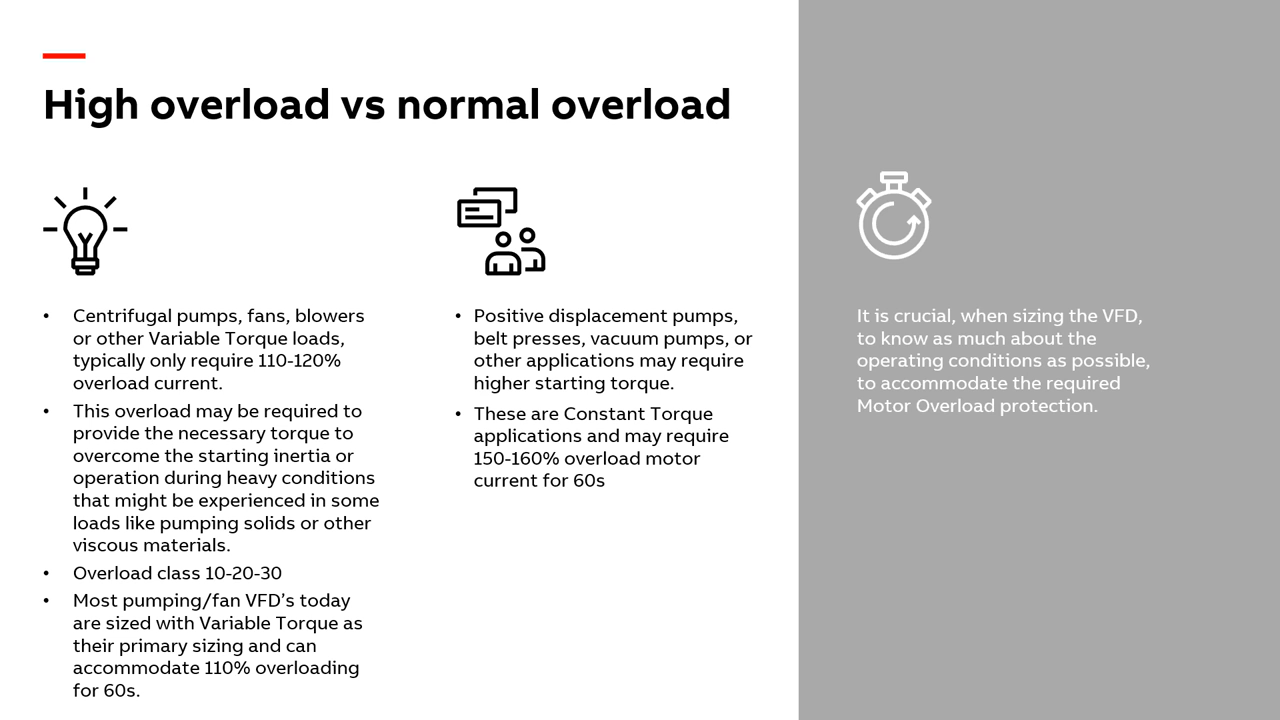 High overload vs normal overload
• Centrifugal pumps, fans, blowers
or other Variable Torque loads,
typically only require 110-120%
overload current.
• This overload may be required to
provide the necessary torque to
overcome the starting inertia or
operation during heavy conditions
that might be experienced in some
loads like pumping solids or other
viscous materials.
• Overload class 10-20-30
• Most pumping/fan VFD’s today
are sized with Variable Torque as
their primary sizing and can
accommodate 110% overloading
for 60s.
• Positive displacement pumps,
belt presses, vacuum pumps, or
other applications may require
higher starting torque.
• These are Constant Torque
applications and may require
150-160% overload motor
current for 60s
It is crucial, when sizing the VFD,
to know as much about the
operating conditions as possible,
to accommodate the required
Motor Overload protection.